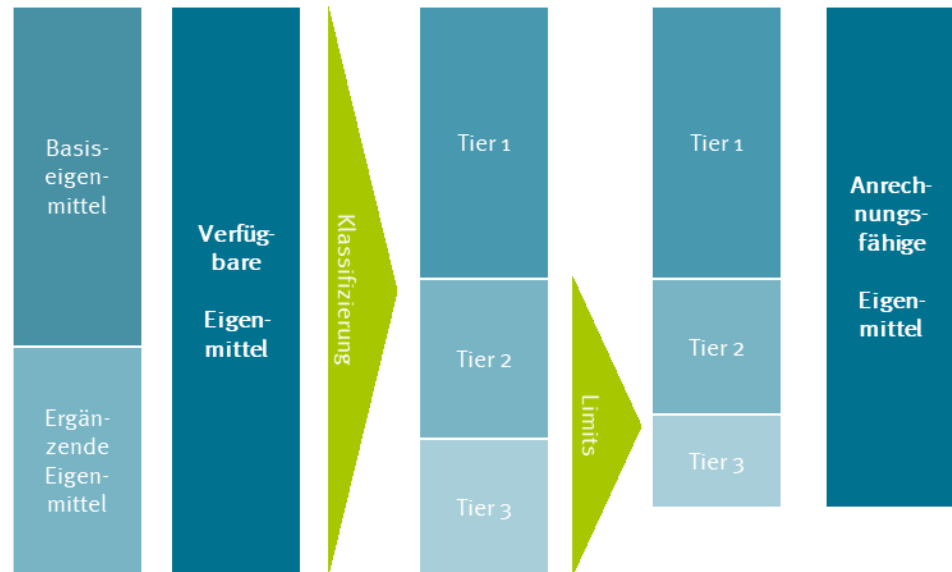 Basis-
eigen-
mittel
Ergän-
zende
Eigen-
mittel
Verfüg-
bare
Eigen-
mittel
Klassifizierung
Tier 1
Tier 2
Tier 3
Limits
Tier 1
Tier 2
Tier 3
Anrech-
nungs-
fähige
Eigen-
mittel